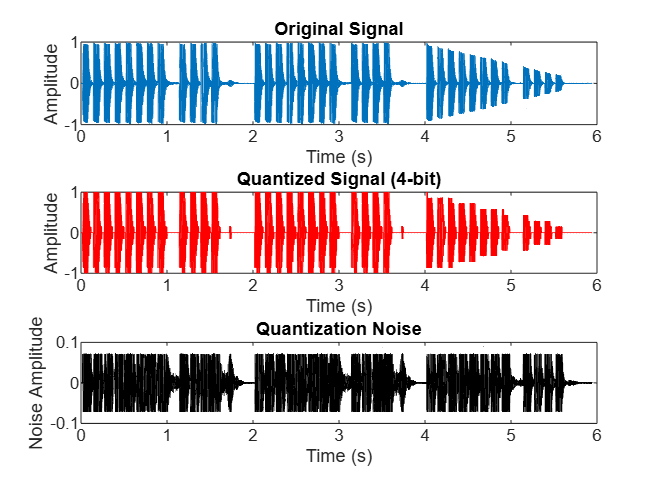 Original Signal
1
0
-1
Amplitude
0 1 2 3 4 5 6
Time (s)
Quantized Signal (4-bit)
1
0
-1
Amplitude
0 1 2 3 4 5 6
Time (s)
Quantization Noise
0.1
0
-0.1
Noise Amplitude
0 1 2 3 4 5 6
Time (s)